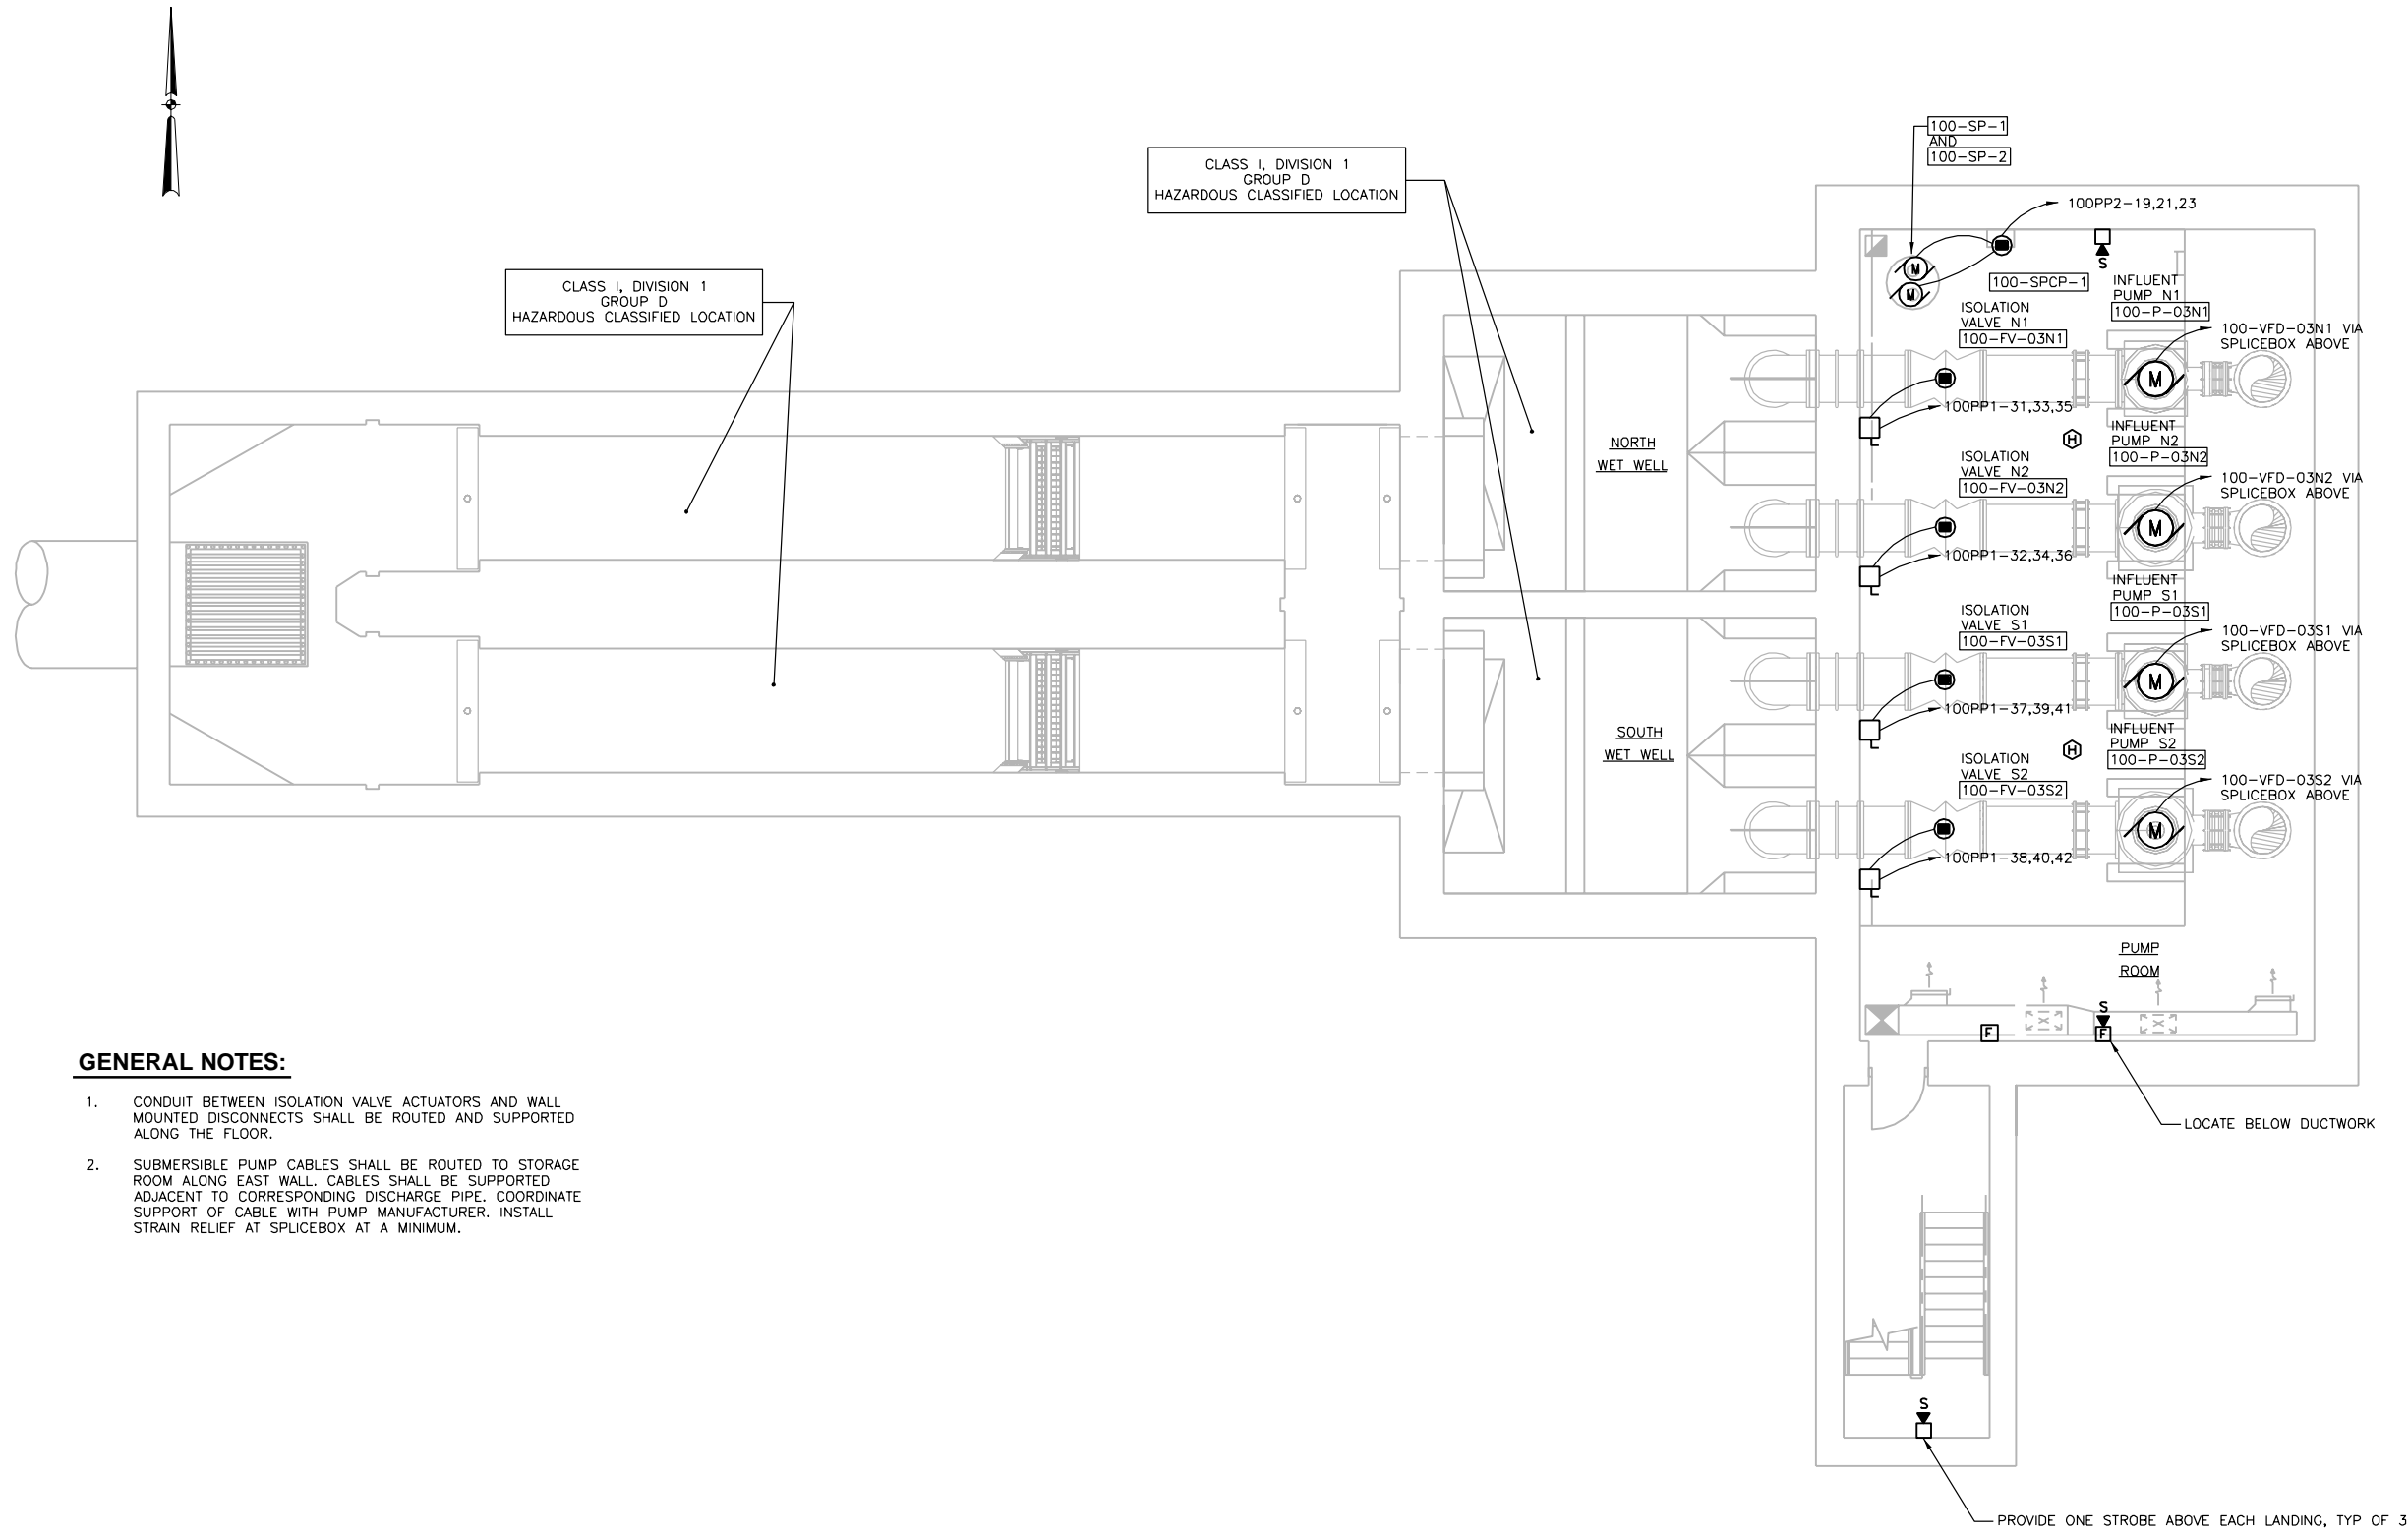 100-SP-1
AND
100-SP-2
CLASS I, DIVISION 1
GROUP D
HAZARDOUS CLASSIFIED LOCATION
100PP2-19,21,23
M
M
S
100-SPCP-1
INFLUENT
PUMP N1
100-P-03N1
CLASS I, DIVISION 1
GROUP D
HAZARDOUS CLASSIFIED LOCATION
ISOLATION
VALVE N1
100-FV-03N1
100-VFD-03N1 VIA
SPLICEBOX ABOVE
M
100PP1-31,33,35
L
H
INFLUENT
PUMP N2
100-P-03N2
NORTH
WET WELL
ISOLATION
VALVE N2
100-FV-03N2
100-VFD-03N2 VIA
SPLICEBOX ABOVE
M
100PP1-32,34,36
L
INFLUENT
PUMP S1
100-P-03S1
ISOLATION
VALVE S1
100-FV-03S1
100-VFD-03S1 VIA
SPLICEBOX ABOVE
M
100PP1-37,39,41
L
H
INFLUENT
PUMP S2
100-P-03S2
SOUTH
WET WELL
ISOLATION
VALVE S2
100-FV-03S2
100-VFD-03S2 VIA
SPLICEBOX ABOVE
M
100PP1-38,40,42
L
PUMP
ROOM
S
F
F
LOCATE BELOW DUCTWORK
GENERAL NOTES:
1. CONDUIT BETWEEN ISOLATION VALVE ACTUATORS AND WALL
MOUNTED DISCONNECTS SHALL BE ROUTED AND SUPPORTED
ALONG THE FLOOR.
2. SUBMERSIBLE PUMP CABLES SHALL BE ROUTED TO STORAGE
ROOM ALONG EAST WALL. CABLES SHALL BE SUPPORTED
ADJACENT TO CORRESPONDING DISCHARGE PIPE. COORDINATE
SUPPORT OF CABLE WITH PUMP MANUFACTURER. INSTALL
STRAIN RELIEF AT SPLICEBOX AT A MINIMUM.
S
PROVIDE ONE STROBE ABOVE EACH LANDING, TYP OF 3